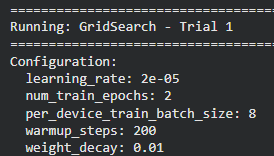 ========================================
Running: GridSearch - Trial 1
========================================
Configuration:
  learning_rate: 2e-05
  num_train_epochs: 2
  per_device_train_batch_size: 8
  warmup_steps: 200
  weight_decay: 0.01